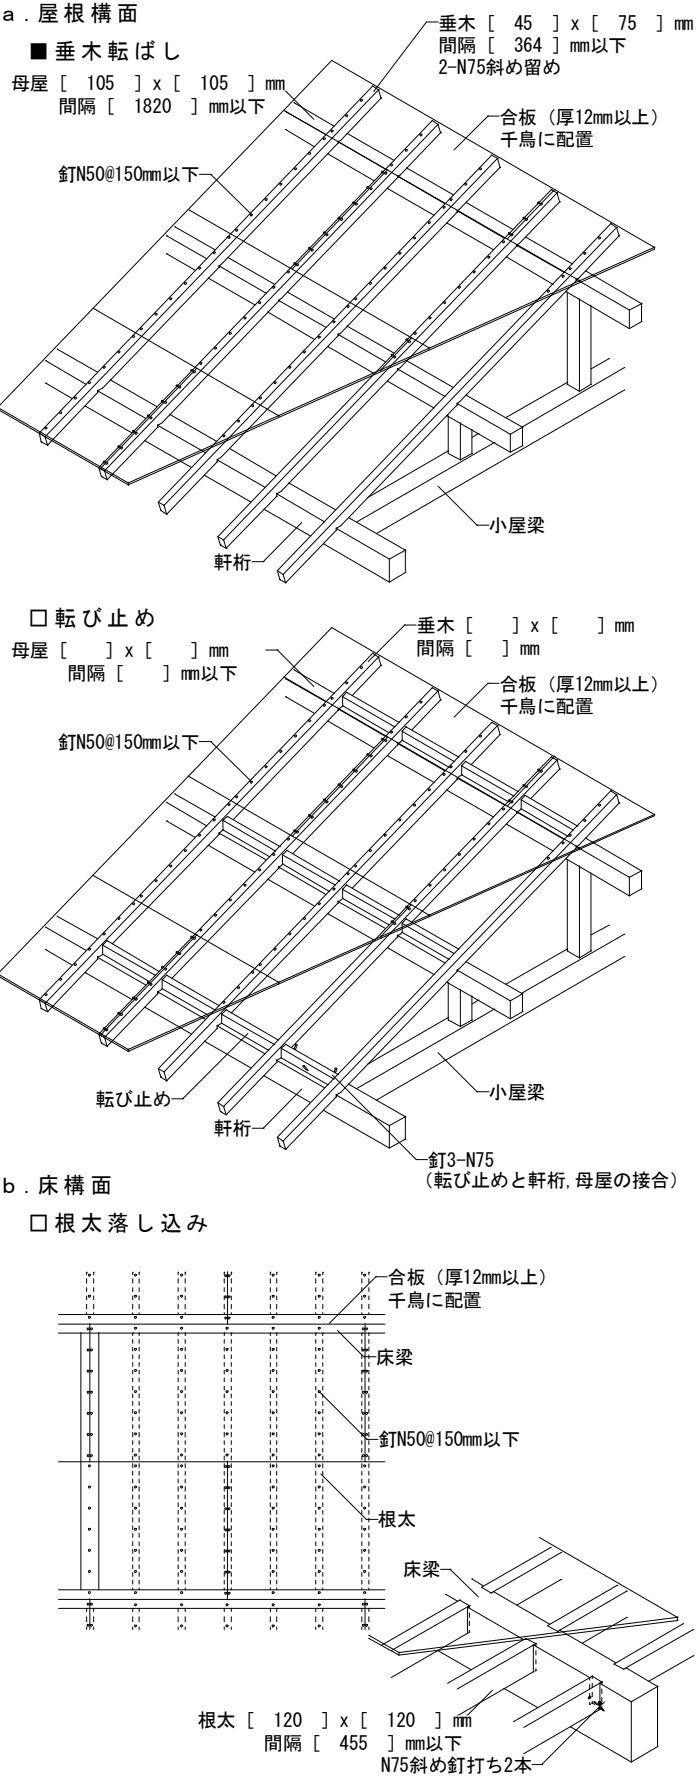 a．屋根構面
■垂木転ばし
垂木 [ 45 ] x [ 75 ] mm
間隔 [ 364 ] mm以下
2-N75斜め留め
母屋 [ 105 ] x [ 105 ] mm
間隔 [ 1820 ] mm以下
合板（厚12mm以上）
千鳥に配置
釘N50@150mm以下
小屋梁
軒桁
□転び止め
母屋 [ ] x [ ] mm
間隔 [ ] mm以下
垂木 [ ] x [ ] mm
間隔 [ ] mm
合板（厚12mm以上）
千鳥に配置
釘N50@150mm以下
転び止め
軒桁
小屋梁
釘3-N75
（転び止めと軒桁,母屋の接合）
b．床構面
□根太落し込み
合板（厚12mm以上）
千鳥に配置
床梁
釘N50@150mm以下
根太
床梁
根太 [ 120 ] x [ 120 ] mm
間隔 [ 455 ] mm以下
N75斜め釘打ち2本